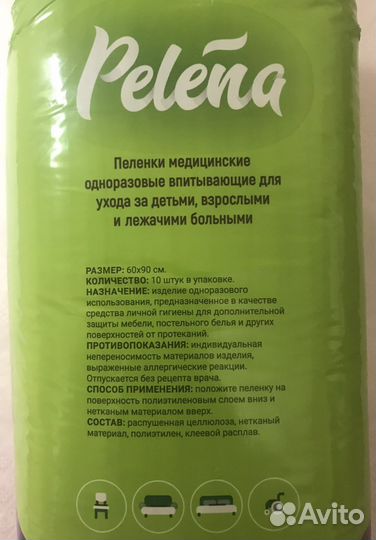 Peleña
Пеленки медицинские
одноразовые впитывающие для
ухода за детьми, взрослыми
и лежачими больными
РАЗМЕР: 60х90 см.
КОЛИЧЕСТВО: 10 штук в упаковке.
НАЗНАЧЕНИЕ: изделие одноразового
использования, предназначенное в качестве
средства личной гигиены для дополнительной
защиты мебели, постельного белья и других
поверхностей от протеканий.
ПРОТИВОПОКАЗАНИЯ: индивидуальная
непереносимость материалов изделия,
выраженные аллергические реакции.
Отпускается без рецепта врача.
СПОСОБ ПРИМЕНЕНИЯ: положите пеленку на
поверхность полиэтиленовым слоем вниз и
нетканым материалом вверх.
СОСТАВ: распушенная целлюлоза, нетканый
материал, полиэтилен, клеевой расплав.
Avito